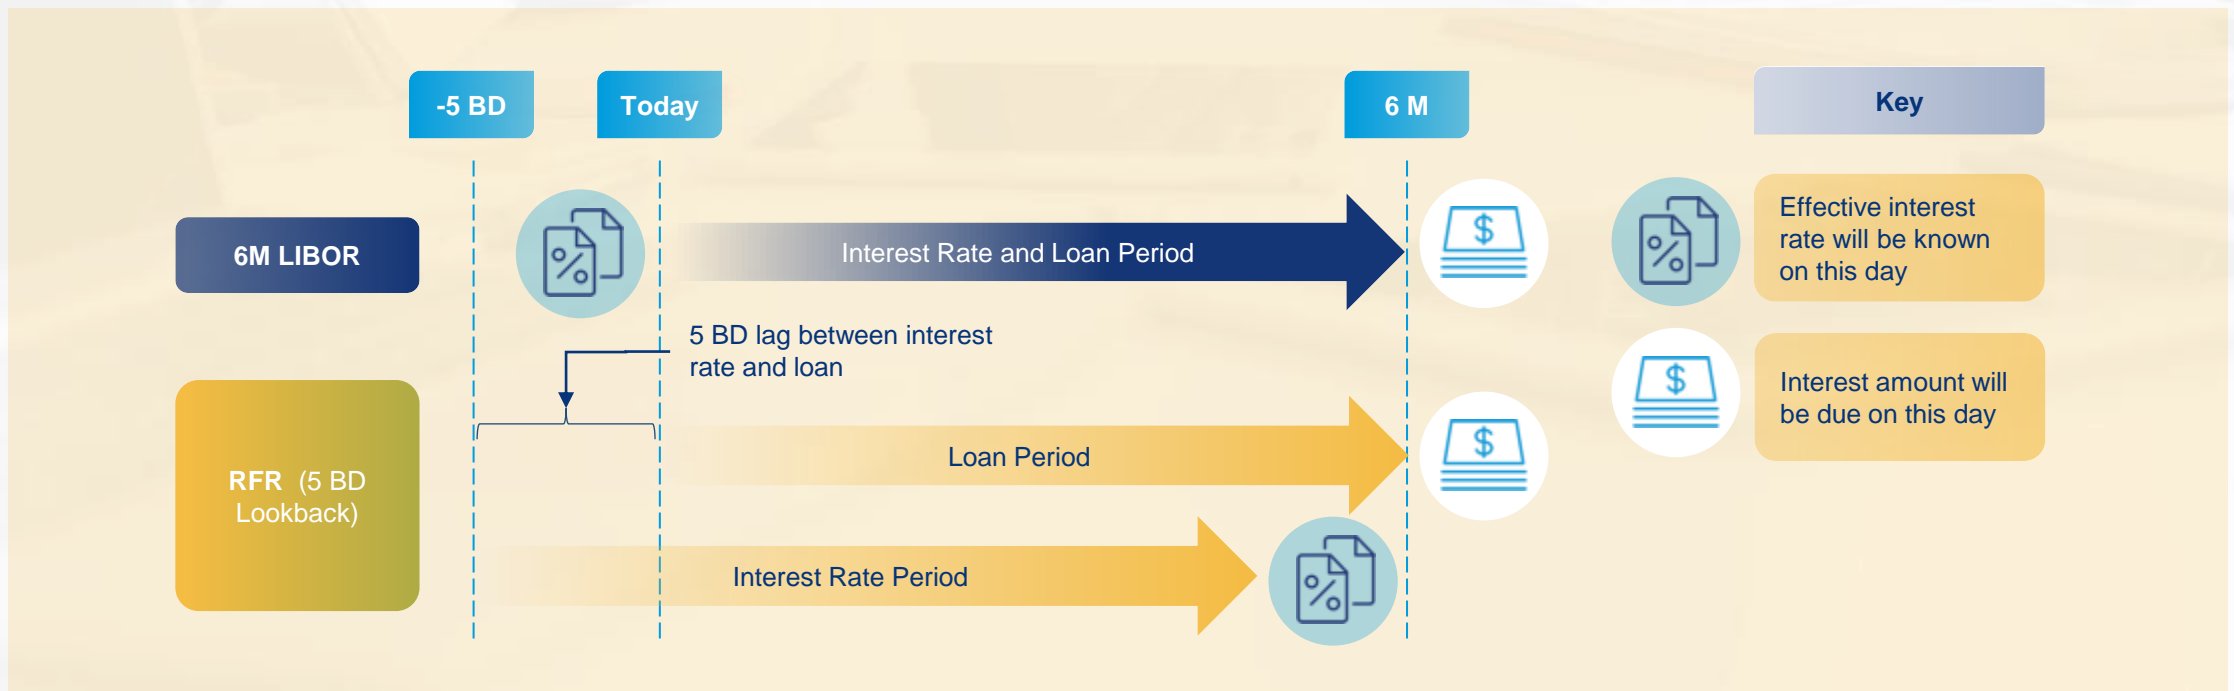 -5 BD
Today
6 M
Key
6M LIBOR
Interest Rate and Loan Period
$
Effective interest
rate will be known
on this day
5 BD lag between interest
rate and loan
$
Interest amount will
be due on this day
RFR (5 BD
Lookback)
Loan Period
$
Interest Rate Period